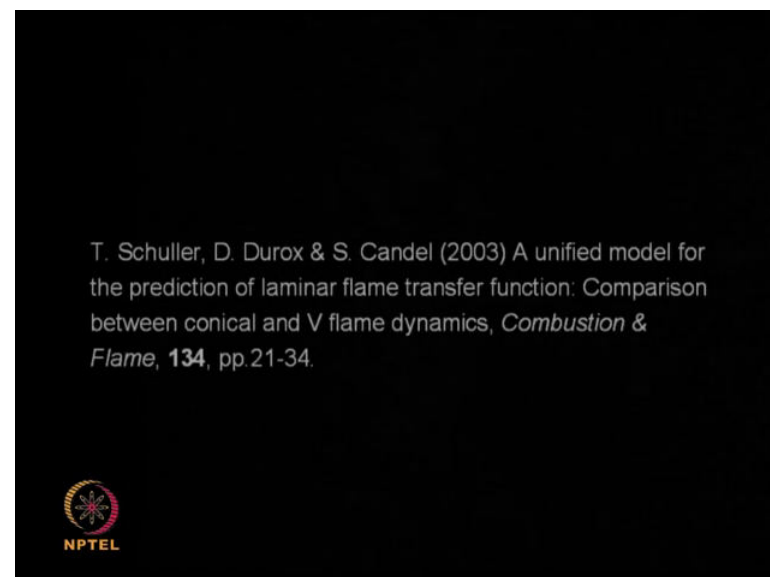 T. Schuller, D. Durox & S. Candel (2003) A unified model for
the prediction of laminar flame transfer function: Comparison
between conical and V flame dynamics, Combustion &
Flame, 134, pp.21-34.
NPTEL